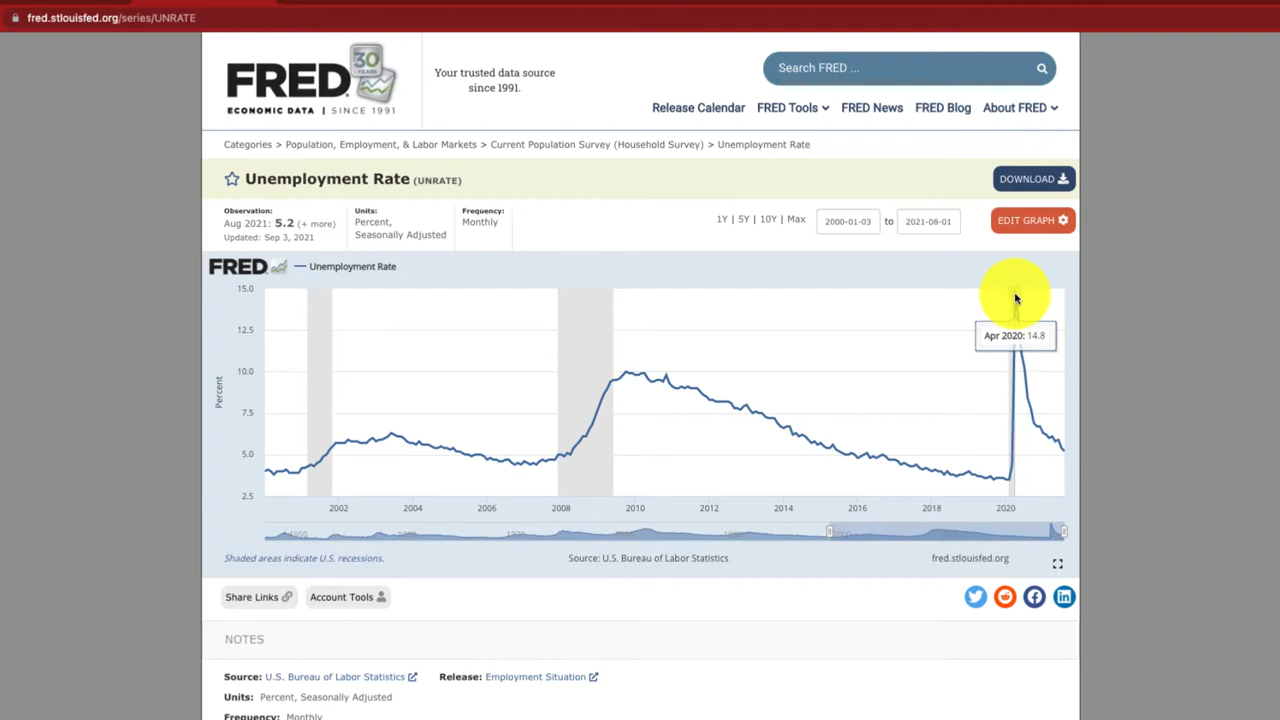 fred.stlouisfed.org/series/UNRATE
FRED
30
YEARS
ECONOMIC DATA | SINCE 1991
Your trusted data source
since 1991.
Search FRED ...
Release Calendar FRED Tools FRED News FRED Blog About FRED
Categories > Population, Employment, & Labor Markets > Current Population Survey (Household Survey) > Unemployment Rate
Unemployment Rate (UNRATE)
DOWNLOAD
Observation:
Aug 2021: 5.2 (+ more)
Updated: Sep 3, 2021
Units:
Percent,
Seasonally Adjusted
Frequency:
Monthly
1Y | 5Y | 10Y | Max
2000-01-03 to 2021-08-01
EDIT GRAPH
FRED Unemployment Rate
15.0
12.5
10.0
7.5
5.0
2.5
Percent
Apr 2020: 14.8
2002 2004 2006 2008 2010 2012 2014 2016 2018 2020
1950
Shaded areas indicate U.S. recessions.
Source: U.S. Bureau of Labor Statistics
fred.stlouisfed.org
Share Links Account Tools
NOTES
Source: U.S. Bureau of Labor Statistics Release: Employment Situation
Units: Percent, Seasonally Adjusted
Frequency: Monthly